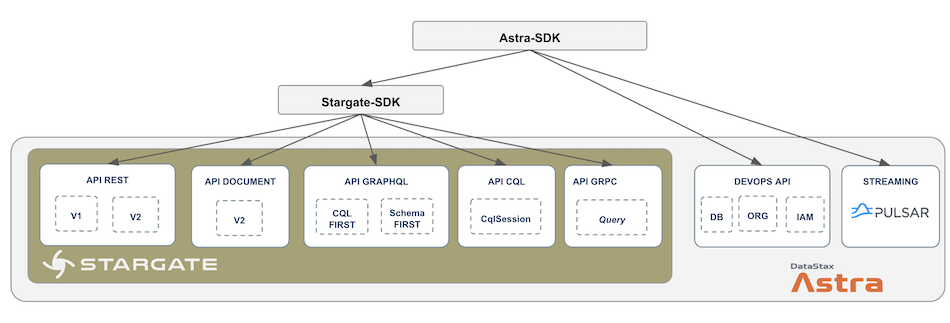 Astra-SDK
Stargate-SDK
API REST
V1
V2
API DOCUMENT
V2
API GRAPHQL
CQL
FIRST
Schema
FIRST
API CQL
CqlSession
API GRPC
Query
DEVOPS API
DB
ORG
IAM
STREAMING
PULSAR
STARGATE
DataStax
Astra